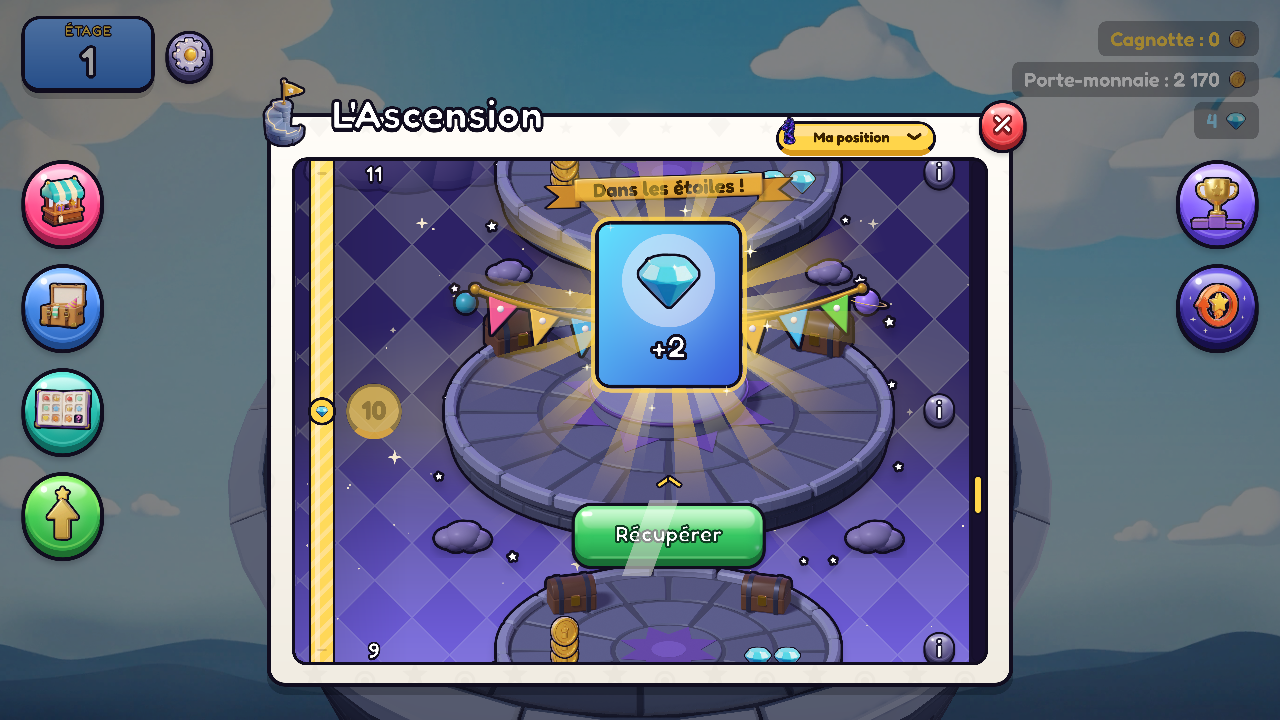 ÉTAGE
1
Cagnotte : 0
Porte-monnaie : 2 170
4
L'Ascension
Ma position
11
Dans les étoiles !
+2
10
Récupérer
9